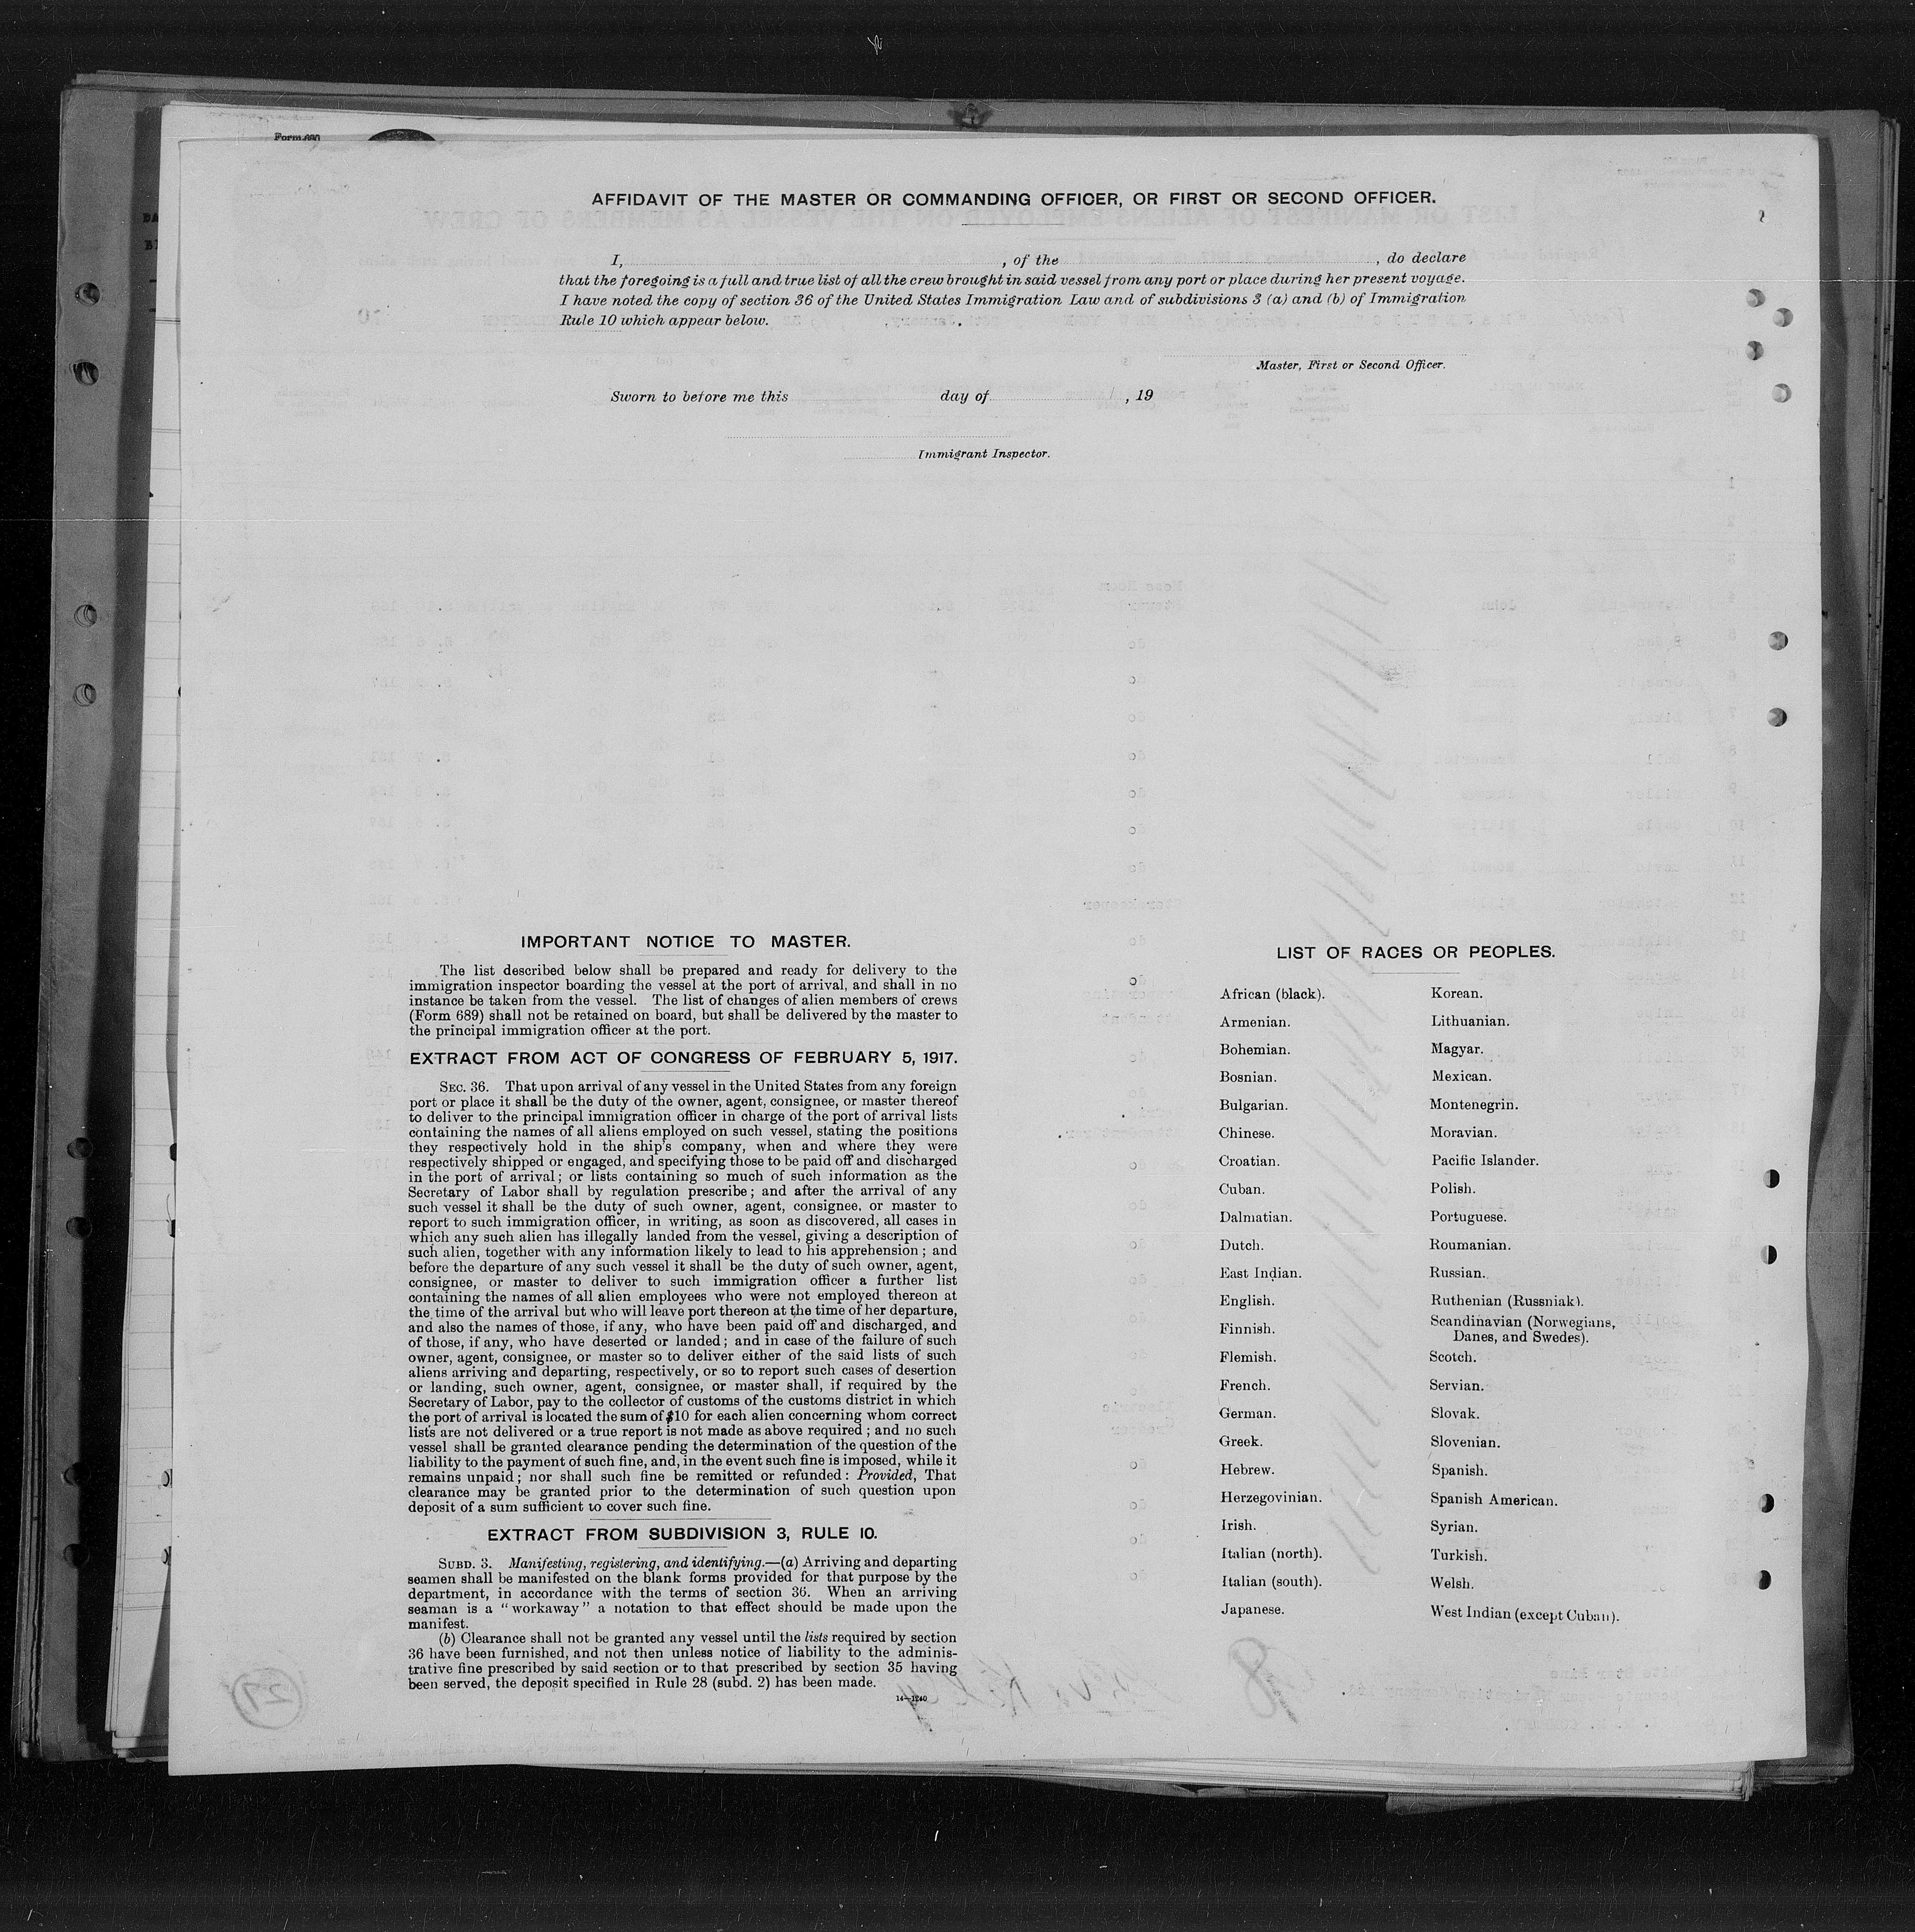 Form 680
AFFIDAVIT OF THE MASTER OR COMMANDING OFFICER, OR FIRST OR SECOND OFFICER.
I, , of the , do declare
that the foregoing is a full and true list of all the crew brought in said vessel from any port or place during her present voyage.
I have noted the copy of section 36 of the United States Immigration Law and of subdivisions 3 (a) and (b) of Immigration
Rule 10 which appear below.
Master, First or Second Officer.
Sworn to before me this day of , 19
Immigrant Inspector.
IMPORTANT NOTICE TO MASTER.
The list described below shall be prepared and ready for delivery to the
immigration inspector boarding the vessel at the port of arrival, and shall in no
instance be taken from the vessel. The list of changes of alien members of crews
(Form 689) shall not be retained on board, but shall be delivered by the master to
the principal immigration officer at the port.
EXTRACT FROM ACT OF CONGRESS OF FEBRUARY 5, 1917.
SEC. 36. That upon arrival of any vessel in the United States from any foreign
port or place it shall be the duty of the owner, agent, consignee, or master thereof
to deliver to the principal immigration officer in charge of the port of arrival lists
containing the names of all aliens employed on such vessel, stating the positions
they respectively hold in the ship's company, when and where they were
respectively shipped or engaged, and specifying those to be paid off and discharged
in the port of arrival; or lists containing so much of such information as the
Secretary of Labor shall by regulation prescribe; and after the arrival of any
such vessel it shall be the duty of such owner, agent, consignee, or master to
report to such immigration officer, in writing, as soon as discovered, all cases in
which any such alien has illegally landed from the vessel, giving a description of
such alien, together with any information likely to lead to his apprehension; and
before the departure of any such vessel it shall be the duty of such owner, agent,
consignee, or master to deliver to such immigration officer a further list
containing the names of all alien employees who were not employed thereon at
the time of the arrival but who will leave port thereon at the time of her departure,
and also the names of those, if any, who have been paid off and discharged, and
of those, if any, who have deserted or landed; and in case of the failure of such
owner, agent, consignee, or master so to deliver either of the said lists of such
aliens arriving and departing, respectively, or so to report such cases of desertion
or landing, such owner, agent, consignee, or master shall, if required by the
Secretary of Labor, pay to the collector of customs of the customs district in which
the port of arrival is located the sum of $10 for each alien concerning whom correct
lists are not delivered or a true report is not made as above required; and no such
vessel shall be granted clearance pending the determination of the question of the
liability to the payment of such fine, and, in the event such fine is imposed, while it
remains unpaid; nor shall such fine be remitted or refunded: Provided, That
clearance may be granted prior to the determination of such question upon
deposit of a sum sufficient to cover such fine.
EXTRACT FROM SUBDIVISION 3, RULE 10.
SUBD. 3. Manifesting, registering, and identifying.—(a) Arriving and departing
seamen shall be manifested on the blank forms provided for that purpose by the
department, in accordance with the terms of section 36. When an arriving
seaman is a "workaway" a notation to that effect should be made upon the
manifest.
(b) Clearance shall not be granted any vessel until the lists required by section
36 have been furnished, and not then unless notice of liability to the adminis-
trative fine prescribed by said section or to that prescribed by section 35 having
been served, the deposit specified in Rule 28 (subd. 2) has been made.
14—1240
LIST OF RACES OR PEOPLES.
African (black).
Armenian.
Bohemian.
Bosnian.
Bulgarian.
Chinese.
Croatian.
Cuban.
Dalmatian.
Dutch.
East Indian.
English.
Finnish.
Flemish.
French.
German.
Greek.
Hebrew.
Herzegovinian.
Irish.
Italian (north).
Italian (south).
Japanese.
Korean.
Lithuanian.
Magyar.
Mexican.
Montenegrin.
Moravian.
Pacific Islander.
Polish.
Portuguese.
Roumanian.
Russian.
Ruthenian (Russniak).
Scandinavian (Norwegians,
Danes, and Swedes).
Scotch.
Servian.
Slovak.
Slovenian.
Spanish.
Spanish American.
Syrian.
Turkish.
Welsh.
West Indian (except Cuban).